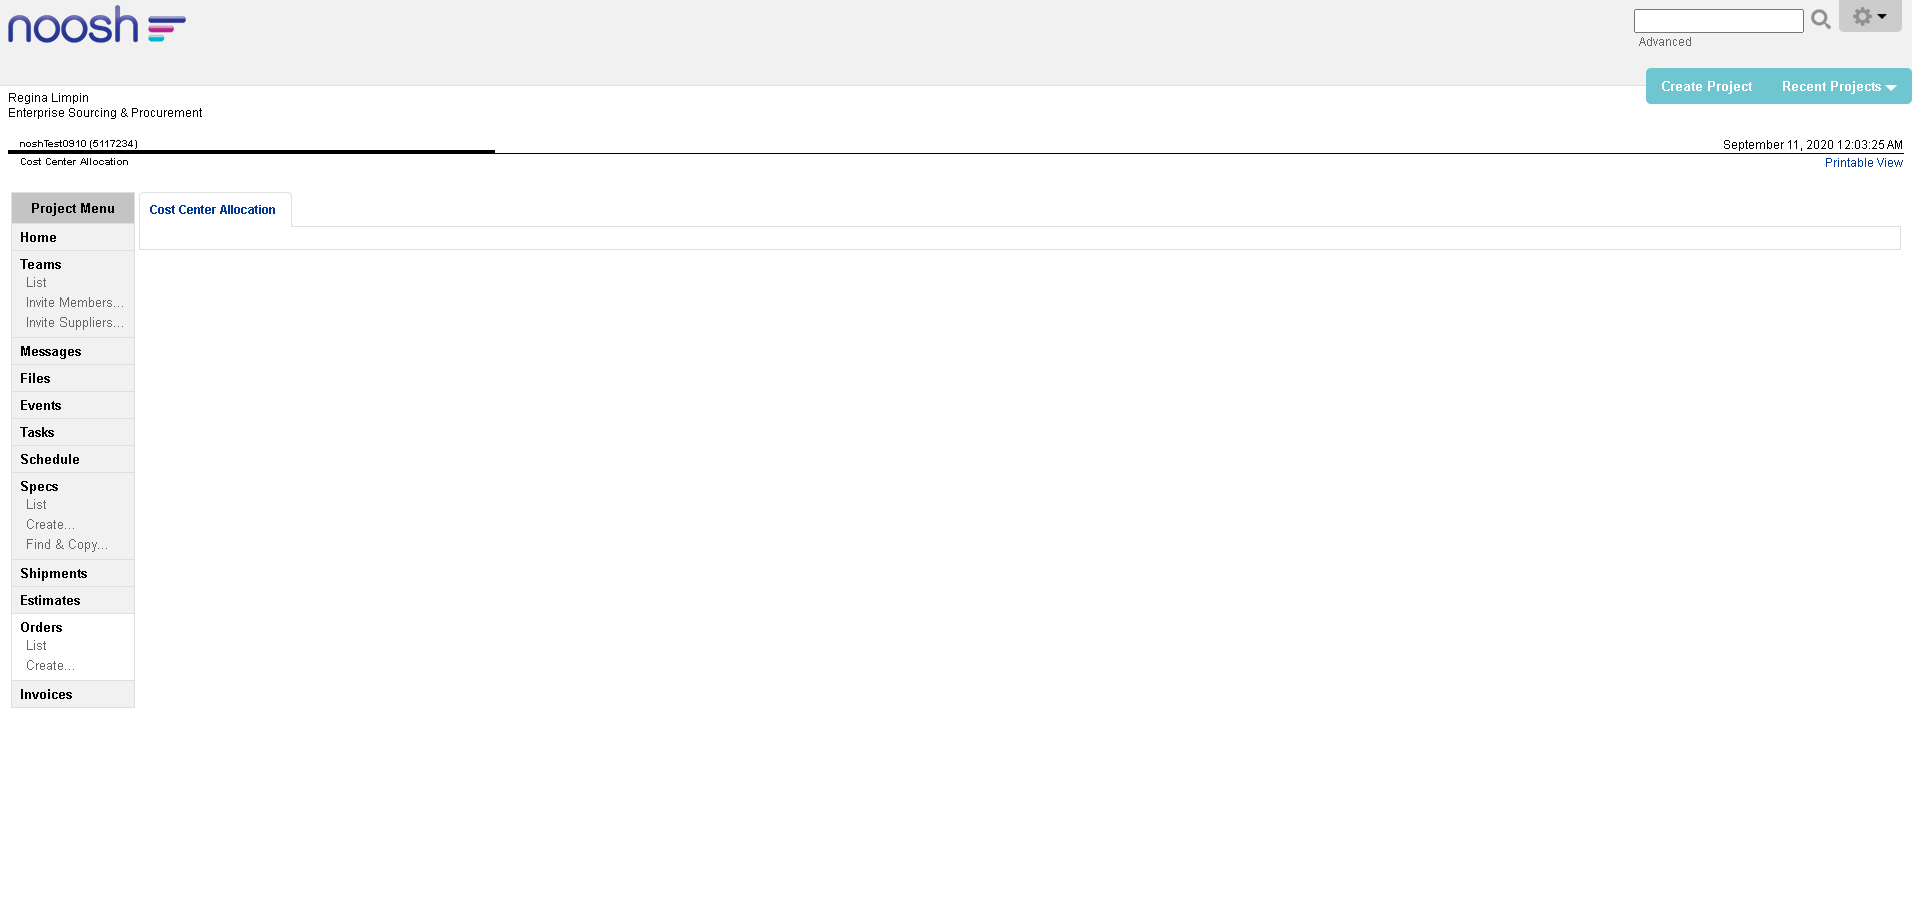 noosh
Advanced
Create Project
Recent Projects
Regina Limpin
Enterprise Sourcing & Procurement
noshTest0910 (5117234)
September 11, 2020 12:03:25 AM
Cost Center Allocation
Printable View
Project Menu
Cost Center Allocation
Home
Teams
List
Invite Members...
Invite Suppliers...
Messages
Files
Events
Tasks
Schedule
Specs
List
Create...
Find & Copy...
Shipments
Estimates
Orders
List
Create...
Invoices